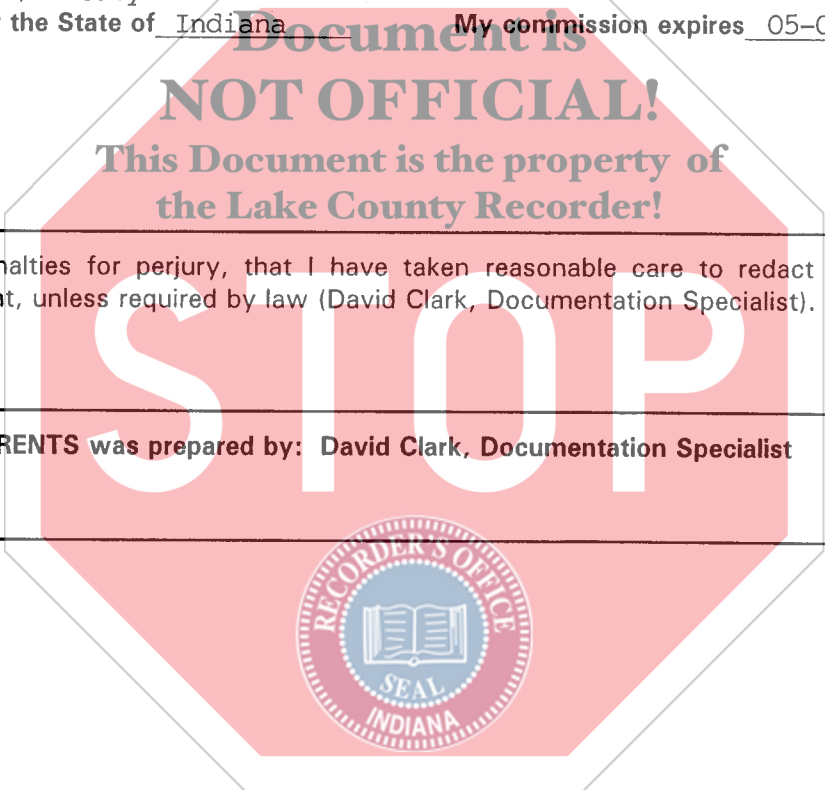 the State of Indiana My commission expires 05-0
Document is
NOT OFFICIAL!
This Document is the property of
the Lake County Recorder!
nalties for perjury, that I have taken reasonable care to redact
t, unless required by law (David Clark, Documentation Specialist).
STOP
RENTS was prepared by: David Clark, Documentation Specialist
RECORDER'S OFFICE
SEAL
INDIANA